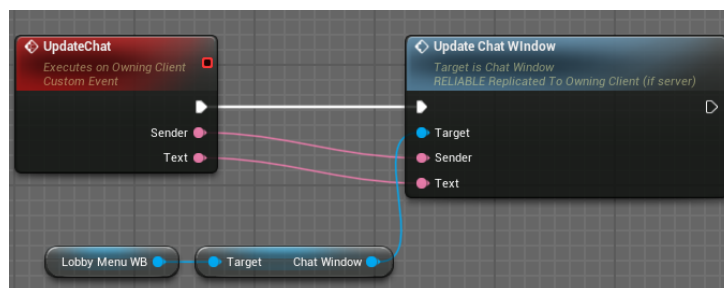 UpdateChat
Executes on Owning Client
Custom Event
Sender
Text
Update Chat WIndow
Target is Chat Window
RELIABLE Replicated To Owning Client (if server)
Target
Sender
Text
Lobby Menu WB
Target Chat Window